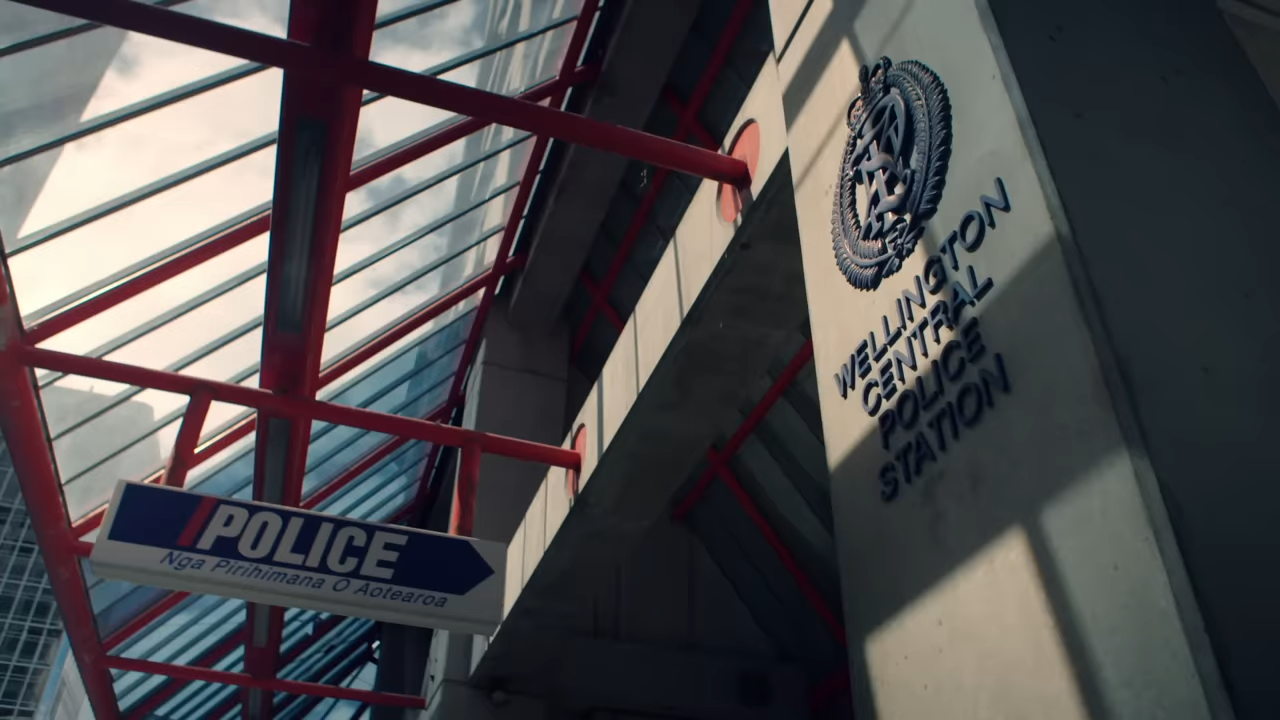 POLICE
Nga Pirihimana O Aotearoa
WELLINGTON
CENTRAL
POLICE
STATION